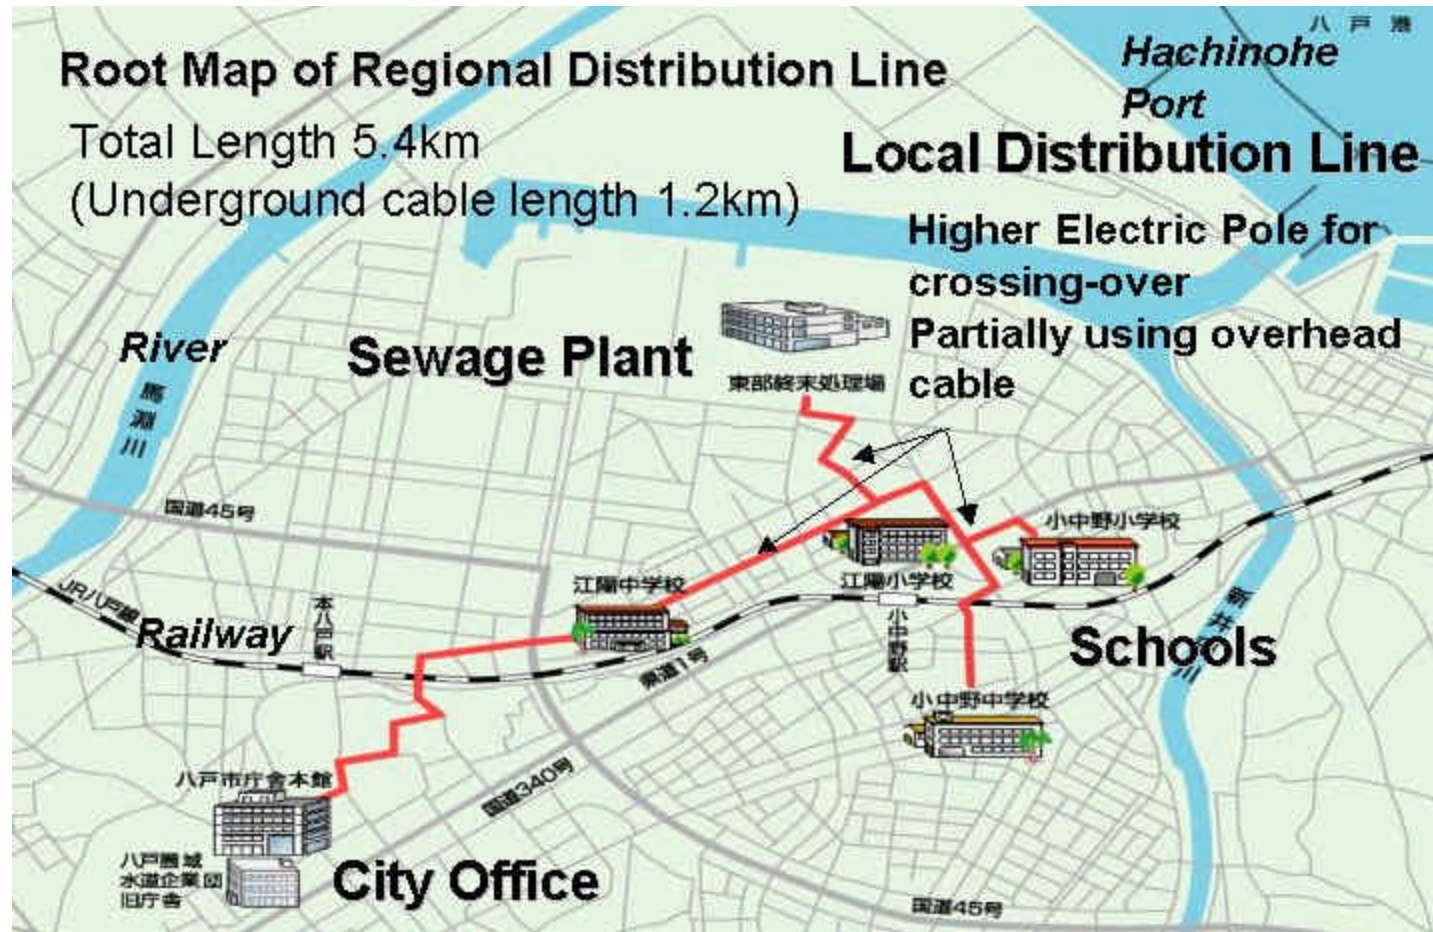 八戸港
Hachinohe
Port
Root Map of Regional Distribution Line
Total Length 5.4km
(Underground cable length 1.2km)
Local Distribution Line
Higher Electric Pole for
crossing-over
Partially using overhead
cable
River
馬淵川
Sewage Plant
東部終末処理場
国道45号
小中野小学校
江陽中学校
江陽小学校
JR八戸線
Railway
本八戸駅
小中野駅
県道1号
Schools
新井田川
小中野中学校
八戸市庁舎本館
国道340号
八戸圏域
水道企業団
旧庁舎
City Office
国道45号